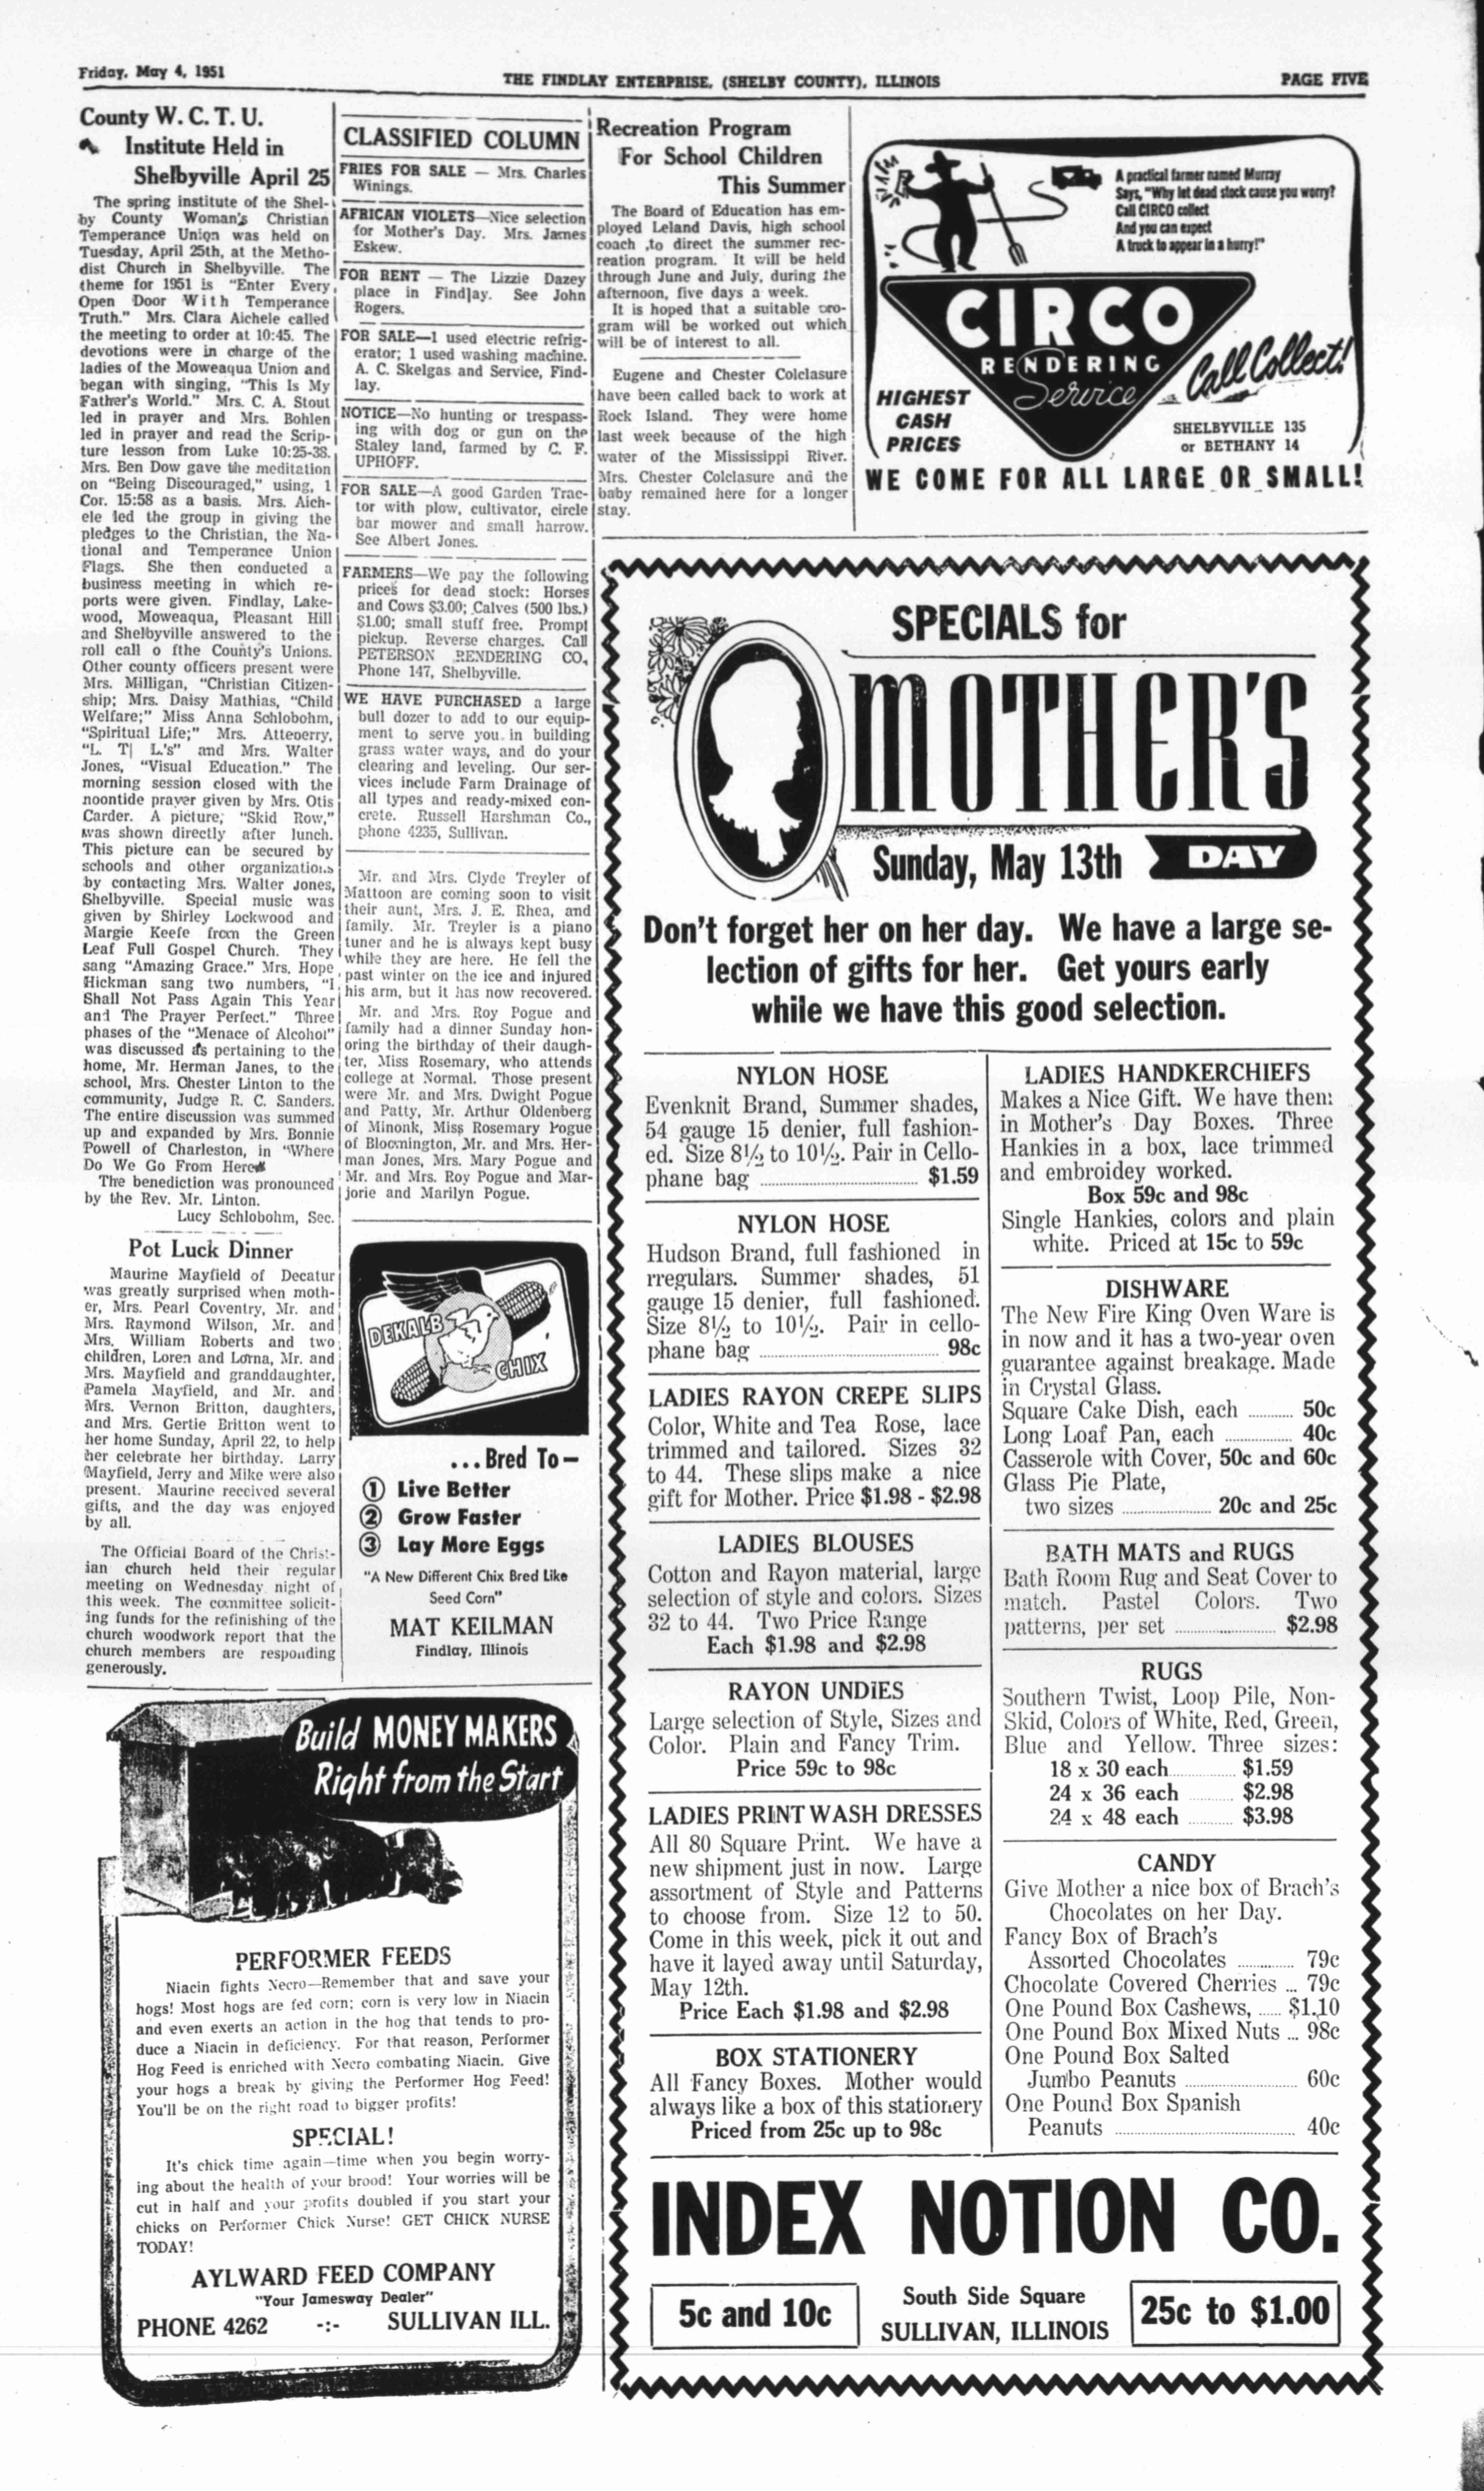 Friday, May 4, 1951
THE FINDLAY ENTERPRISE, (SHELBY COUNTY), ILLINOIS
PAGE FIVE
County W. C. T. U.
Institute Held in
Shelbyville April 25
The spring institute of the Shel-
by County Woman's Christian
Temperance Union was held on
Tuesday, April 25th, at the Metho-
dist Church in Shelbyville. The
theme for 1951 is "Enter Every
Open Door With Temperance
Truth." Mrs. Clara Aichele called
the meeting to order at 10:45. The
devotions were in charge of the
ladies of the Moweaqua Union and
began with singing, "This Is My
Father's World." Mrs. C. A. Stout
led in prayer and Mrs. Bohlen
led in prayer and read the Scrip-
ture lesson from Luke 10:25-38.
Mrs. Ben Dow gave the meditation
on "Being Discouraged," using, 1
Cor. 15:58 as a basis. Mrs. Aich-
ele led the group in giving the
pledges to the Christian, the Na-
tional and Temperance Union
Flags. She then conducted a
business meeting in which re-
ports were given. Findlay, Lake-
wood, Moweaqua, Pleasant Hill
and Shelbyville answered to the
roll call o fthe County's Unions.
Other county officers present were
Mrs. Milligan, "Christian Citizen-
ship; Mrs. Daisy Mathias, "Child
Welfare;" Miss Anna Schlobohm,
"Spiritual Life;" Mrs. Atteberry,
"L. T| L.'s" and Mrs. Walter
Jones, "Visual Education." The
morning session closed with the
noontide prayer given by Mrs. Otis
Carder. A picture, "Skid Row,"
was shown directly after lunch.
This picture can be secured by
schools and other organizations
by contacting Mrs. Walter Jones,
Shelbyville. Special music was
given by Shirley Lockwood and
Margie Keefe from the Green
Leaf Full Gospel Church. They
sang "Amazing Grace." Mrs. Hope
Hickman sang two numbers, "I
Shall Not Pass Again This Year
and The Prayer Perfect." Three
phases of the "Menace of Alcohol"
was discussed as pertaining to the
home, Mr. Herman Janes, to the
school, Mrs. Chester Linton to the
community, Judge R. C. Sanders.
The entire discussion was summed
up and expanded by Mrs. Bonnie
Powell of Charleston, in "Where
Do We Go From Here"
The benediction was pronounced
by the Rev. Mr. Linton.
Lucy Schlobohm, Sec.
Pot Luck Dinner
Maurine Mayfield of Decatur
was greatly surprised when moth-
er, Mrs. Pearl Coventry, Mr. and
Mrs. Raymond Wilson, Mr. and
Mrs. William Roberts and two
children, Loren and Lorna, Mr. and
Mrs. Mayfield and granddaughter,
Pamela Mayfield, and Mr. and
Mrs. Vernon Britton, daughters,
and Mrs. Gertie Britton went to
her home Sunday, April 22, to help
her celebrate her birthday. Larry
Mayfield, Jerry and Mike were also
present. Maurine received several
gifts, and the day was enjoyed
by all.
The Official Board of the Christ-
ian church held their regular
meeting on Wednesday night of
this week. The committee solicit-
ing funds for the refinishing of the
church woodwork report that the
church members are responding
generously.
CLASSIFIED COLUMN
FRIES FOR SALE — Mrs. Charles
Winings.
AFRICAN VIOLETS—Nice selection
for Mother's Day. Mrs. James
Eskew.
FOR RENT — The Lizzie Dazey
place in Findlay. See John
Rogers.
FOR SALE—1 used electric refrig-
erator; 1 used washing machine.
A. C. Skelgas and Service, Find-
lay.
NOTICE—No hunting or trespass-
ing with dog or gun on the
Staley land, farmed by C. F.
UPHOFF.
FOR SALE—A good Garden Trac-
tor with plow, cultivator, circle
bar mower and small harrow.
See Albert Jones.
FARMERS—We pay the following
prices for dead stock: Horses
and Cows $3.00; Calves (500 lbs.)
$1.00; small stuff free. Prompt
pickup. Reverse charges. Call
PETERSON RENDERING CO.
Phone 147, Shelbyville.
WE HAVE PURCHASED a large
bull dozer to add to our equip-
ment to serve you in building
grass water ways, and do your
clearing and leveling. Our ser-
vices include Farm Drainage of
all types and ready-mixed con-
crete. Russell Harshman Co.,
phone 4235, Sullivan.
Mr. and Mrs. Clyde Treyler of
Mattoon are coming soon to visit
their aunt, Mrs. J. E. Rhea, and
family. Mr. Treyler is a piano
tuner and he is always kept busy
while they are here. He fell the
past winter on the ice and injured
his arm, but it has now recovered.
Mr. and Mrs. Roy Pogue and
family had a dinner Sunday hon-
oring the birthday of their daugh-
ter, Miss Rosemary, who attends
college at Normal. Those present
were Mr. and Mrs. Dwight Pogue
and Patty, Mr. Arthur Oldenberg
of Minonk, Miss Rosemary Pogue
of Bloomington, Mr. and Mrs. Her-
man Jones, Mrs. Mary Pogue and
Mr. and Mrs. Roy Pogue and Mar-
jorie and Marilyn Pogue.
DEKALB
CHIX
...Bred To—
1 Live Better
2 Grow Faster
3 Lay More Eggs
"A New Different Chix Bred Like
Seed Corn"
MAT KEILMAN
Findlay, Illinois
Build MONEY MAKERS
Right from the Start
PERFORMER FEEDS
Niacin fights Necro—Remember that and save your
hogs! Most hogs are fed corn; corn is very low in Niacin
and even exerts an action in the hog that tends to pro-
duce a Niacin in deficiency. For that reason, Performer
Hog Feed is enriched with Necro combating Niacin. Give
your hogs a break by giving the Performer Hog Feed!
You'll be on the right road to bigger profits!
SPECIAL!
It's chick time again—time when you begin worry-
ing about the health of your brood! Your worries will be
cut in half and your profits doubled if you start your
chicks on Performer Chick Nurse! GET CHICK NURSE
TODAY!
AYLWARD FEED COMPANY
"Your Jamesway Dealer"
PHONE 4262 -:- SULLIVAN ILL.
Recreation Program
For School Children
This Summer
The Board of Education has em-
ployed Leland Davis, high school
coach ,to direct the summer rec-
reation program. It will be held
through June and July, during the
afternoon, five days a week.
It is hoped that a suitable pro-
gram will be worked out which
will be of interest to all.
Eugene and Chester Colclasure
have been called back to work at
Rock Island. They were home
last week because of the high
water of the Mississippi River.
Mrs. Chester Colclasure and the
baby remained here for a longer
stay.
A practical farmer named Murray
Says, "Why let dead stock cause you worry?
Call CIRCO collect
And you can expect
A truck to appear in a hurry!"
CIRCO
RENDERING
Service
Call Collect!
HIGHEST
CASH
PRICES
SHELBYVILLE 135
or BETHANY 14
WE COME FOR ALL LARGE OR SMALL!
SPECIALS for
MOTHER'S
Sunday, May 13th DAY
Don't forget her on her day. We have a large se-
lection of gifts for her. Get yours early
while we have this good selection.
NYLON HOSE
Evenknit Brand, Summer shades,
54 gauge 15 denier, full fashion-
ed. Size 8½ to 10½. Pair in Cello-
phane bag ........ $1.59
NYLON HOSE
Hudson Brand, full fashioned in
rregulars. Summer shades, 51
gauge 15 denier, full fashioned.
Size 8½ to 10½. Pair in cello-
phane bag ........ 98c
LADIES RAYON CREPE SLIPS
Color, White and Tea Rose, lace
trimmed and tailored. Sizes 32
to 44. These slips make a nice
gift for Mother. Price $1.98 - $2.98
LADIES BLOUSES
Cotton and Rayon material, large
selection of style and colors. Sizes
32 to 44. Two Price Range
Each $1.98 and $2.98
RAYON UNDIES
Large selection of Style, Sizes and
Color. Plain and Fancy Trim.
Price 59c to 98c
LADIES PRINT WASH DRESSES
All 80 Square Print. We have a
new shipment just in now. Large
assortment of Style and Patterns
to choose from. Size 12 to 50.
Come in this week, pick it out and
have it layed away until Saturday,
May 12th.
Price Each $1.98 and $2.98
BOX STATIONERY
All Fancy Boxes. Mother would
always like a box of this stationery
Priced from 25c up to 98c
LADIES HANDKERCHIEFS
Makes a Nice Gift. We have them
in Mother's Day Boxes. Three
Hankies in a box, lace trimmed
and embroidey worked.
Box 59c and 98c
Single Hankies, colors and plain
white. Priced at 15c to 59c
DISHWARE
The New Fire King Oven Ware is
in now and it has a two-year oven
guarantee against breakage. Made
in Crystal Glass.
Square Cake Dish, each ..... 50c
Long Loaf Pan, each ..... 40c
Casserole with Cover, 50c and 60c
Glass Pie Plate,
two sizes ..... 20c and 25c
BATH MATS and RUGS
Bath Room Rug and Seat Cover to
match. Pastel Colors. Two
patterns, per set ..... $2.98
RUGS
Southern Twist, Loop Pile, Non-
Skid, Colors of White, Red, Green,
Blue and Yellow. Three sizes:
18 x 30 each ..... $1.59
24 x 36 each ..... $2.98
24 x 48 each ..... $3.98
CANDY
Give Mother a nice box of Brach's
Chocolates on her Day.
Fancy Box of Brach's
Assorted Chocolates ..... 79c
Chocolate Covered Cherries ... 79c
One Pound Box Cashews, ..... $1.10
One Pound Box Mixed Nuts ... 98c
One Pound Box Salted
Jumbo Peanuts ..... 60c
One Pound Box Spanish
Peanuts ..... 40c
INDEX NOTION CO.
5c and 10c
South Side Square
SULLIVAN, ILLINOIS
25c to $1.00